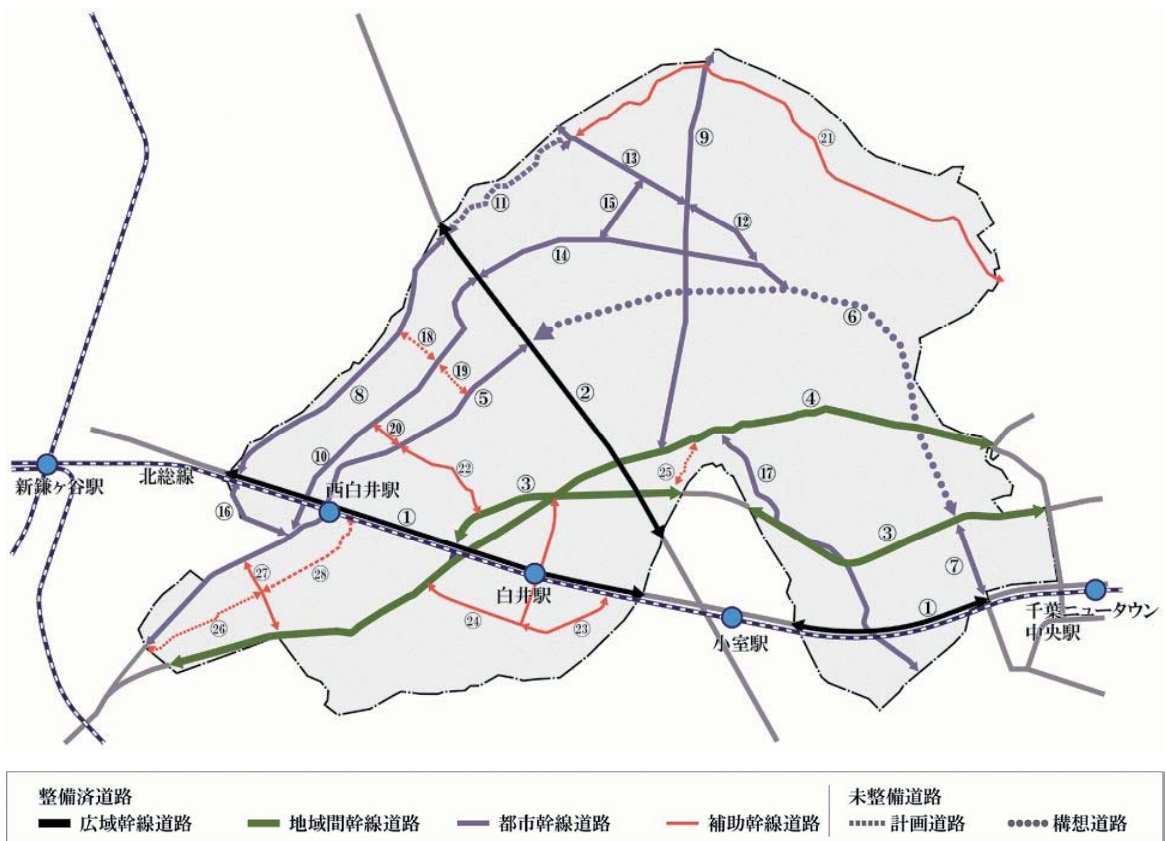 ⑨
㉑
⑬
⑪
⑮
⑫
⑭
⑥
⑱
⑲
②
⑧
⑤
④
⑳
⑩
㉒
③
㉕
⑰
北総線
新鎌ヶ谷駅
西白井駅
⑯
①
③
㉗
㉘
白井駅
⑦
①
千葉ニュータウン
中央駅
㉔
㉓
小室駅
㉖
整備済道路
未整備道路
広域幹線道路
地域間幹線道路
都市幹線道路
補助幹線道路
計画道路
構想道路